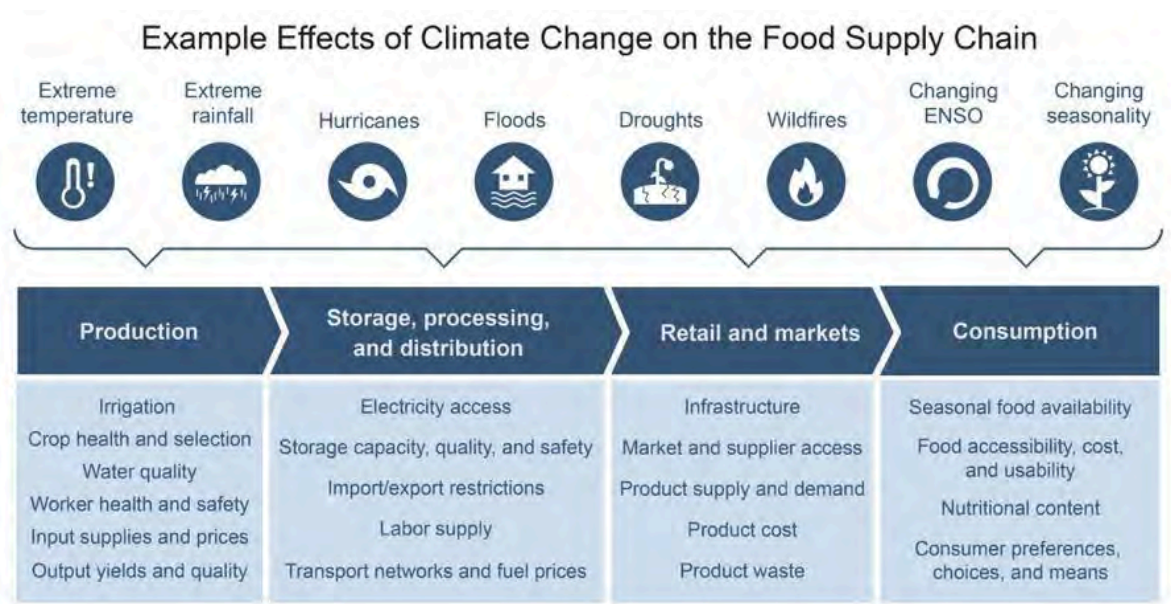 Example Effects of Climate Change on the Food Supply Chain
Extreme
temperature
Extreme
rainfall
Hurricanes
Floods
Droughts
Wildfires
Changing
ENSO
Changing
seasonality
Production
Irrigation
Crop health and selection
Water quality
Worker health and safety
Input supplies and prices
Output yields and quality
Storage, processing,
and distribution
Electricity access
Storage capacity, quality, and safety
Import/export restrictions
Labor supply
Transport networks and fuel prices
Retail and markets
Infrastructure
Market and supplier access
Product supply and demand
Product cost
Product waste
Consumption
Seasonal food availability
Food accessibility, cost,
and usability
Nutritional content
Consumer preferences,
choices, and means